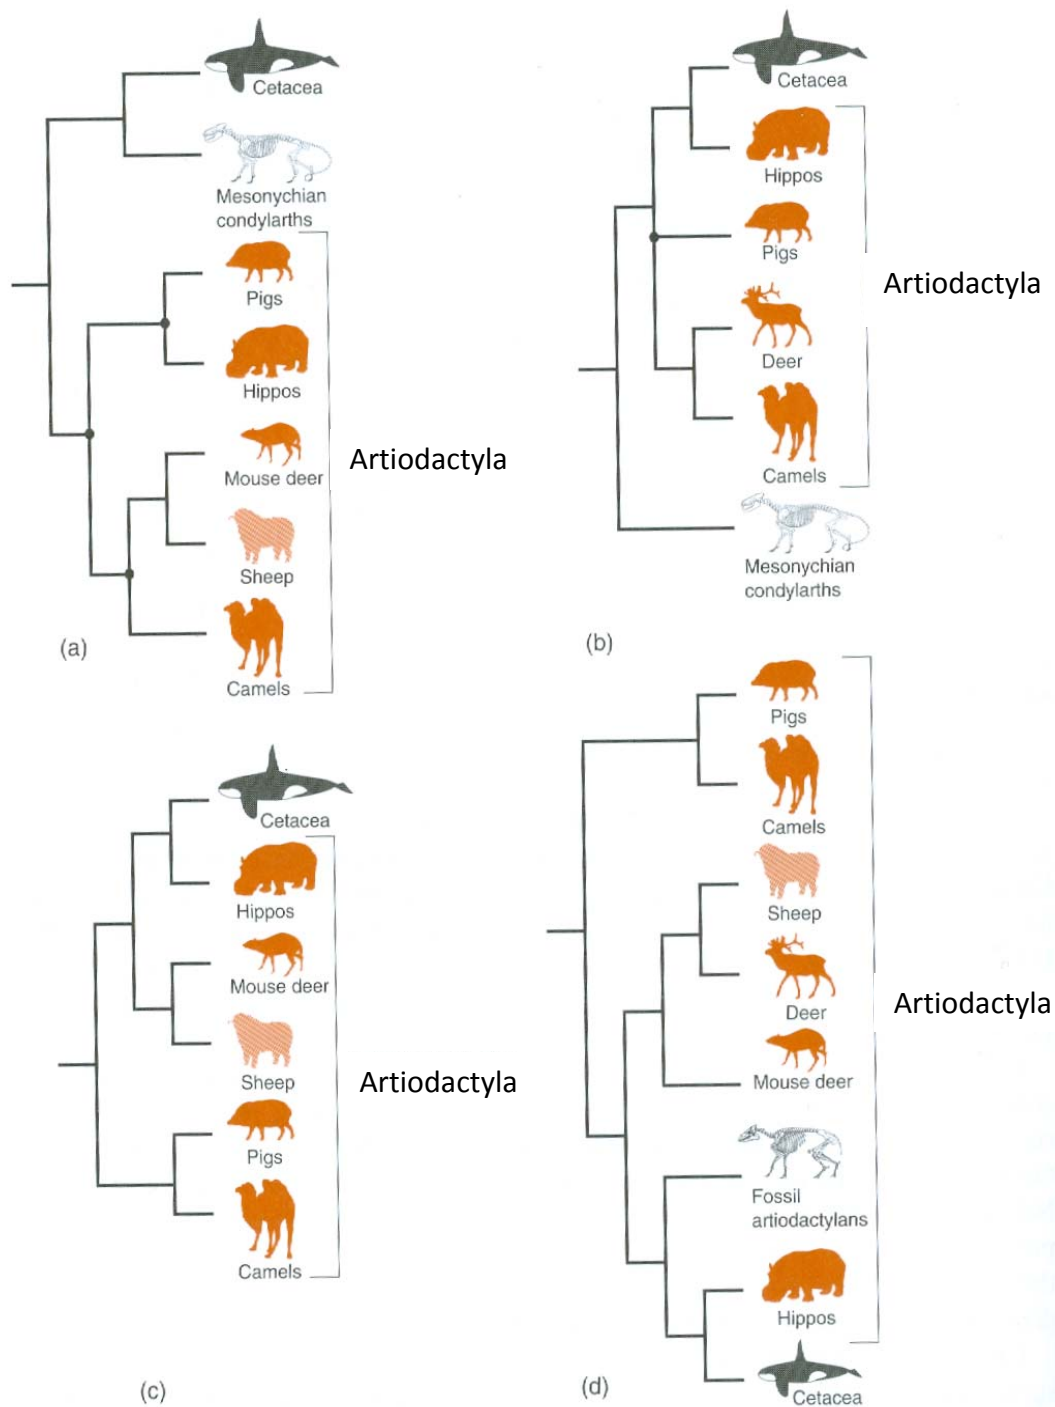 Cetacea
Mesonychian
condylarths
Pigs
Hippos
Mouse deer
Sheep
Camels
Artiodactyla
(a)
Cetacea
Hippos
Pigs
Deer
Camels
Artiodactyla
Mesonychian
condylarths
(b)
Cetacea
Hippos
Mouse deer
Sheep
Pigs
Camels
Artiodactyla
(c)
Pigs
Camels
Sheep
Deer
Mouse deer
Fossil
artiodactylans
Hippos
Artiodactyla
Cetacea
(d)